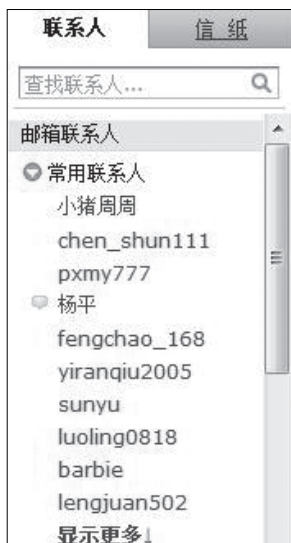 联系人 信 纸
查找联系人...
邮箱联系人
常用联系人
小猪周周
chen_shun111
pxmy777
杨平
fengchao_168
yiranqiu2005
sunyu
luoling0818
barbie
lengjuan502
显示更多↓